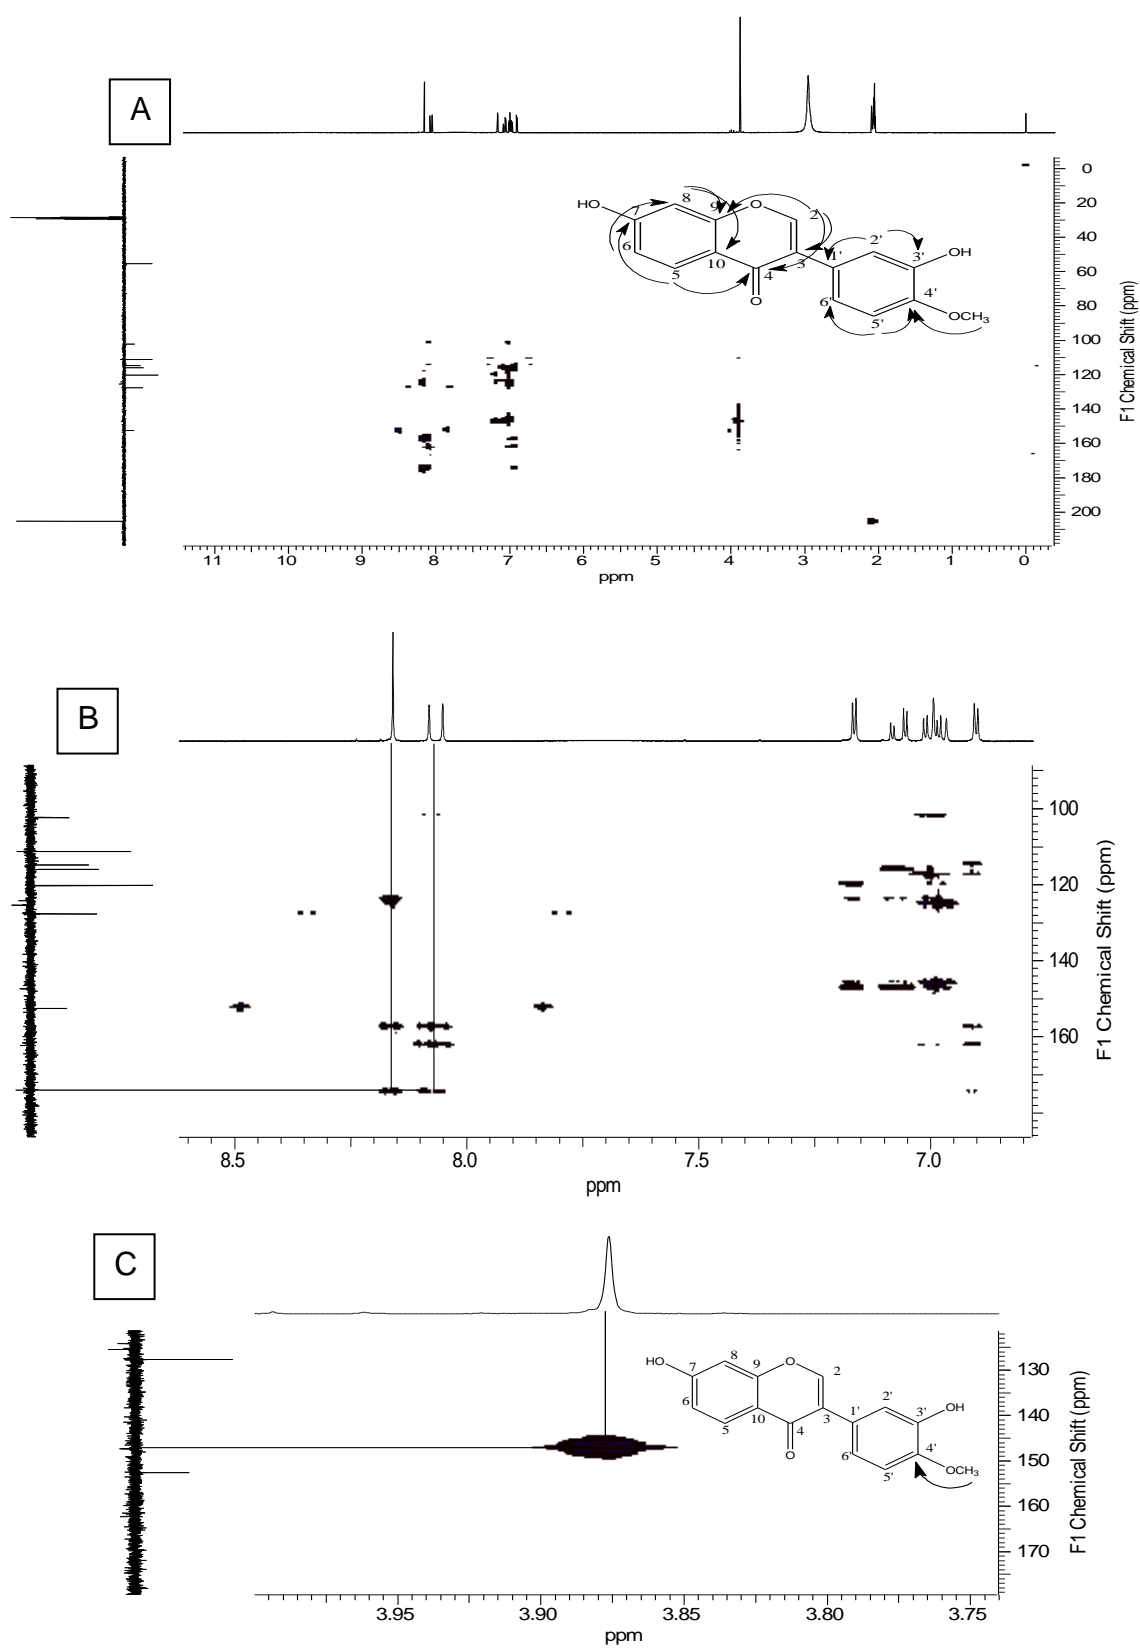 A
0
20
40
60
80
100
120
140
160
180
200
F1 Chemical Shift (ppm)
HO 7 8 9 O 2 2' OH
6 10 3 1' 3'
5 4 6' 4'
O 5' OCH3
11 10 9 8 7 6 5 4 3 2 1 0
ppm
B
100
120
140
160
F1 Chemical Shift (ppm)
8.5 8.0 7.5 7.0
ppm
C
130
140
150
160
170
F1 Chemical Shift (ppm)
HO 7 8 9 O 2 2' OH
6 10 3 1' 3'
5 4 6' 4'
O 5' OCH3
3.95 3.90 3.85 3.80 3.75
ppm